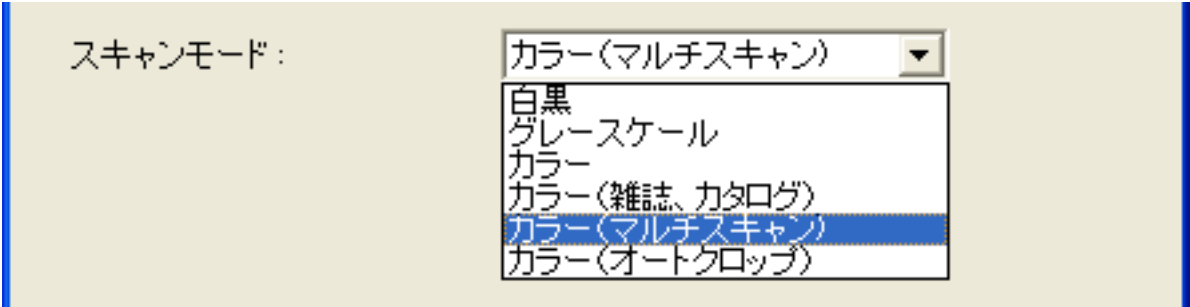 スキャンモード： カラー(マルチスキャン)
白黒
グレースケール
カラー
カラー(雑誌、カタログ)
カラー(マルチスキャン)
カラー(オートクロップ)